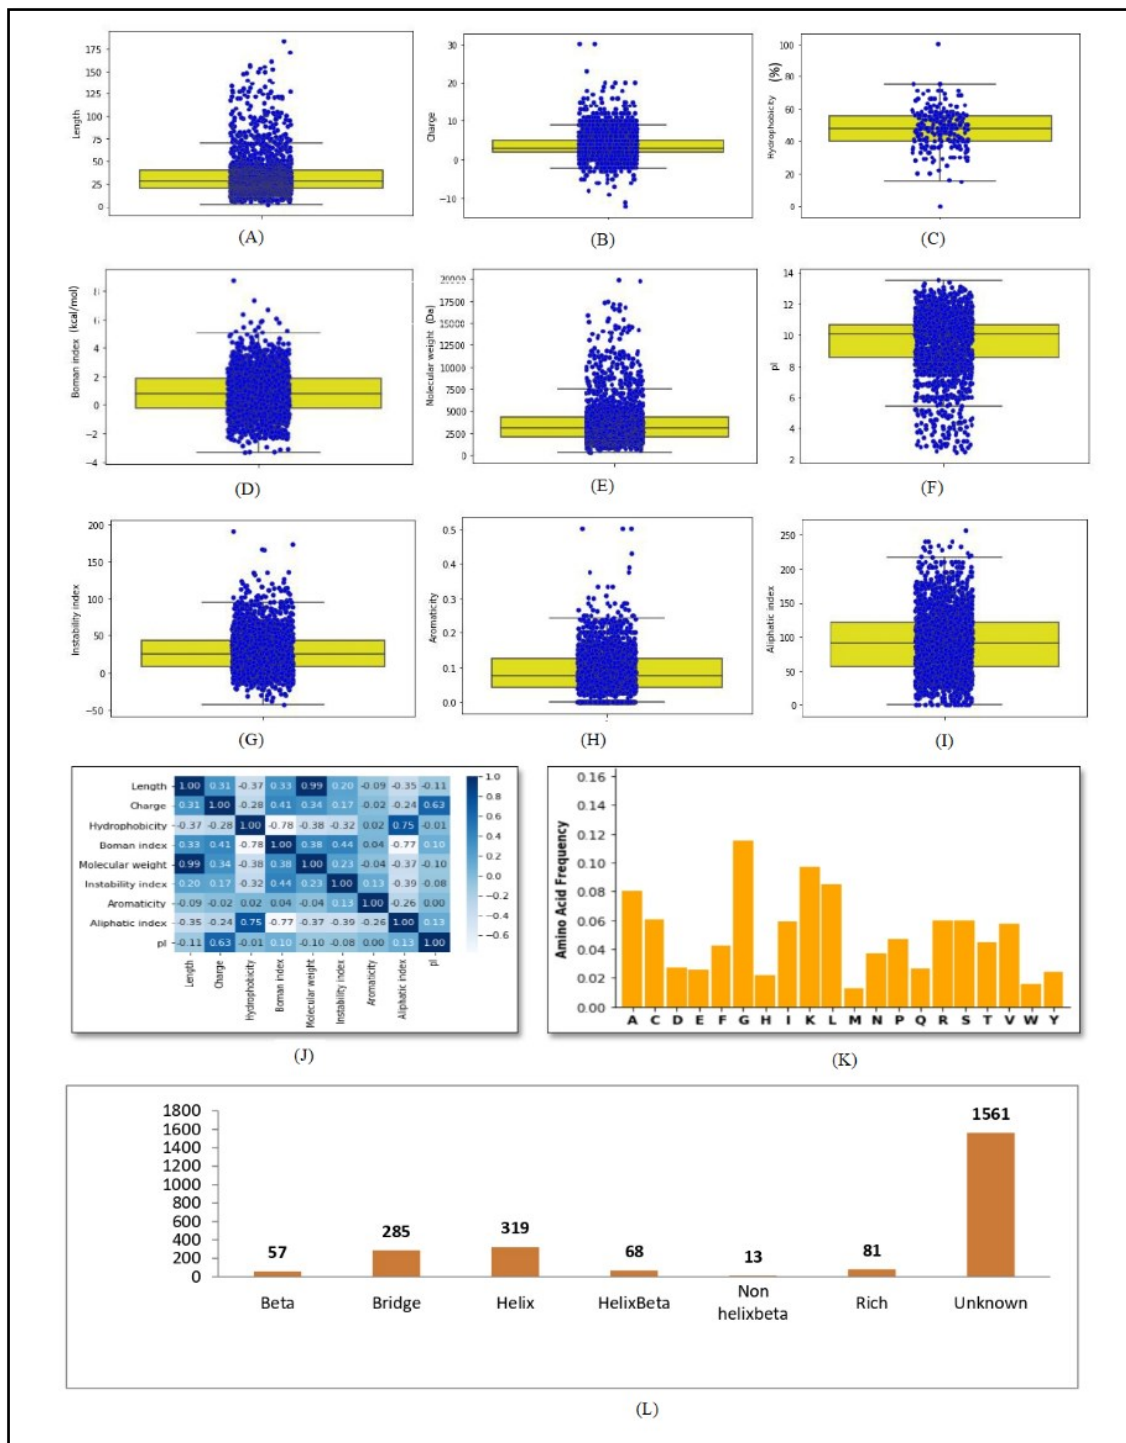 Length
175
150
125
100
75
50
25
0
(A)
Charge
30
20
10
0
−10
(B)
Hydrophobicity (%)
100
80
60
40
20
0
(C)
Boman index (kcal/mol)
4
2
0
−2
−4
(D)
Molecular weight (Da)
20000
17500
15000
12500
10000
7500
5000
2500
0
(E)
pI
14
12
10
8
6
4
2
(F)
Instability index
200
150
100
50
0
−50
(G)
Aromaticity
0.5
0.4
0.3
0.2
0.1
0.0
(H)
Aliphatic index
250
200
150
100
50
0
(I)
Length 1.00 0.31 -0.37 0.33 0.99 0.20 -0.09 -0.35 -0.11
Charge 0.31 1.00 -0.28 0.41 0.34 0.17 -0.02 -0.24 0.63
Hydrophobicity -0.37 -0.28 1.00 -0.78 -0.38 -0.32 0.02 0.75 -0.01
Boman index 0.33 0.41 -0.78 1.00 0.38 0.44 0.04 -0.77 0.10
Molecular weight 0.99 0.34 -0.38 0.38 1.00 0.23 -0.04 -0.37 -0.10
Instability index 0.20 0.17 -0.32 0.44 0.23 1.00 0.13 -0.39 -0.08
Aromaticity -0.09 -0.02 0.02 0.04 -0.04 0.13 1.00 -0.26 0.00
Aliphatic index -0.35 -0.24 0.75 -0.77 -0.37 -0.39 -0.26 1.00 0.13
pI -0.11 0.63 -0.01 0.10 -0.10 -0.08 0.00 0.13 1.00
Length
Charge
Hydrophobicity
Boman index
Molecular weight
Instability index
Aromaticity
Aliphatic index
pI
1.0
0.8
0.6
0.4
0.2
0.0
−0.2
−0.4
−0.6
(J)
Amino Acid Frequency
0.16
0.14
0.12
0.10
0.08
0.06
0.04
0.02
0.00
A C D E F G H I K L M N P Q R S T V W Y
(K)
1800
1600
1400
1200
1000
800
600
400
200
0
57 285 319 68 13 81 1561
Beta Bridge Helix HelixBeta Non Rich Unknown
helixbeta
(L)